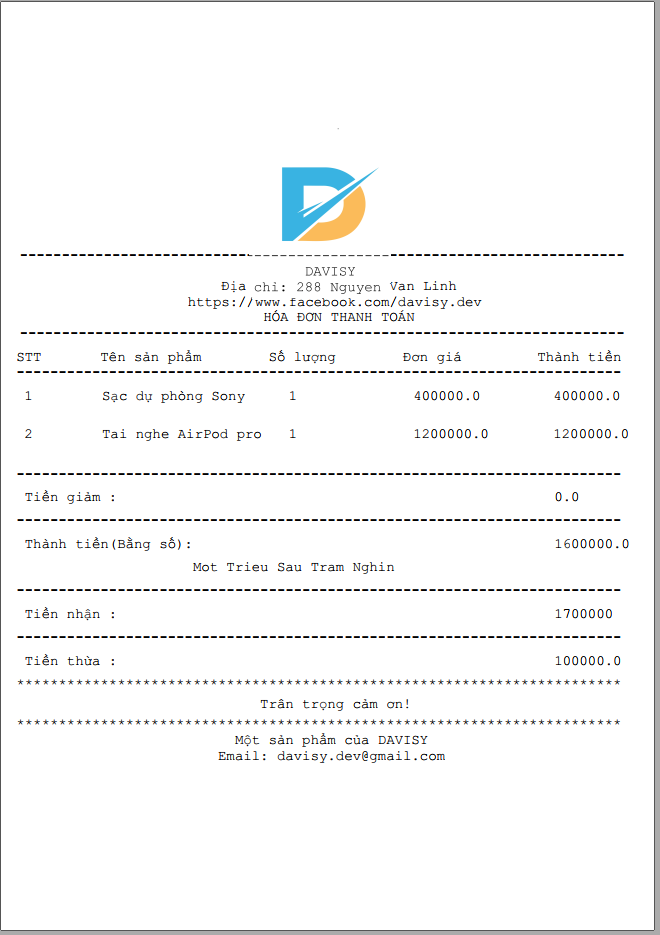 DAVISY
Địa chi: 288 Nguyen Van Linh
https://www.facebook.com/davisy.dev
HÓA ĐƠN THANH TOÁN
STT Tên sản phẩm Số lượng Đơn giá Thành tiền
1 Sạc dự phòng Sony 1 400000.0 400000.0
2 Tai nghe AirPod pro 1 1200000.0 1200000.0
Tiền giảm : 0.0
Thành tiền(Bằng số): 1600000.0
Mot Trieu Sau Tram Nghin
Tiền nhận : 1700000
Tiền thừa : 100000.0
************************************************************************
Trân trọng cảm ơn!
************************************************************************
Một sản phẩm của DAVISY
Email: davisy.dev@gmail.com